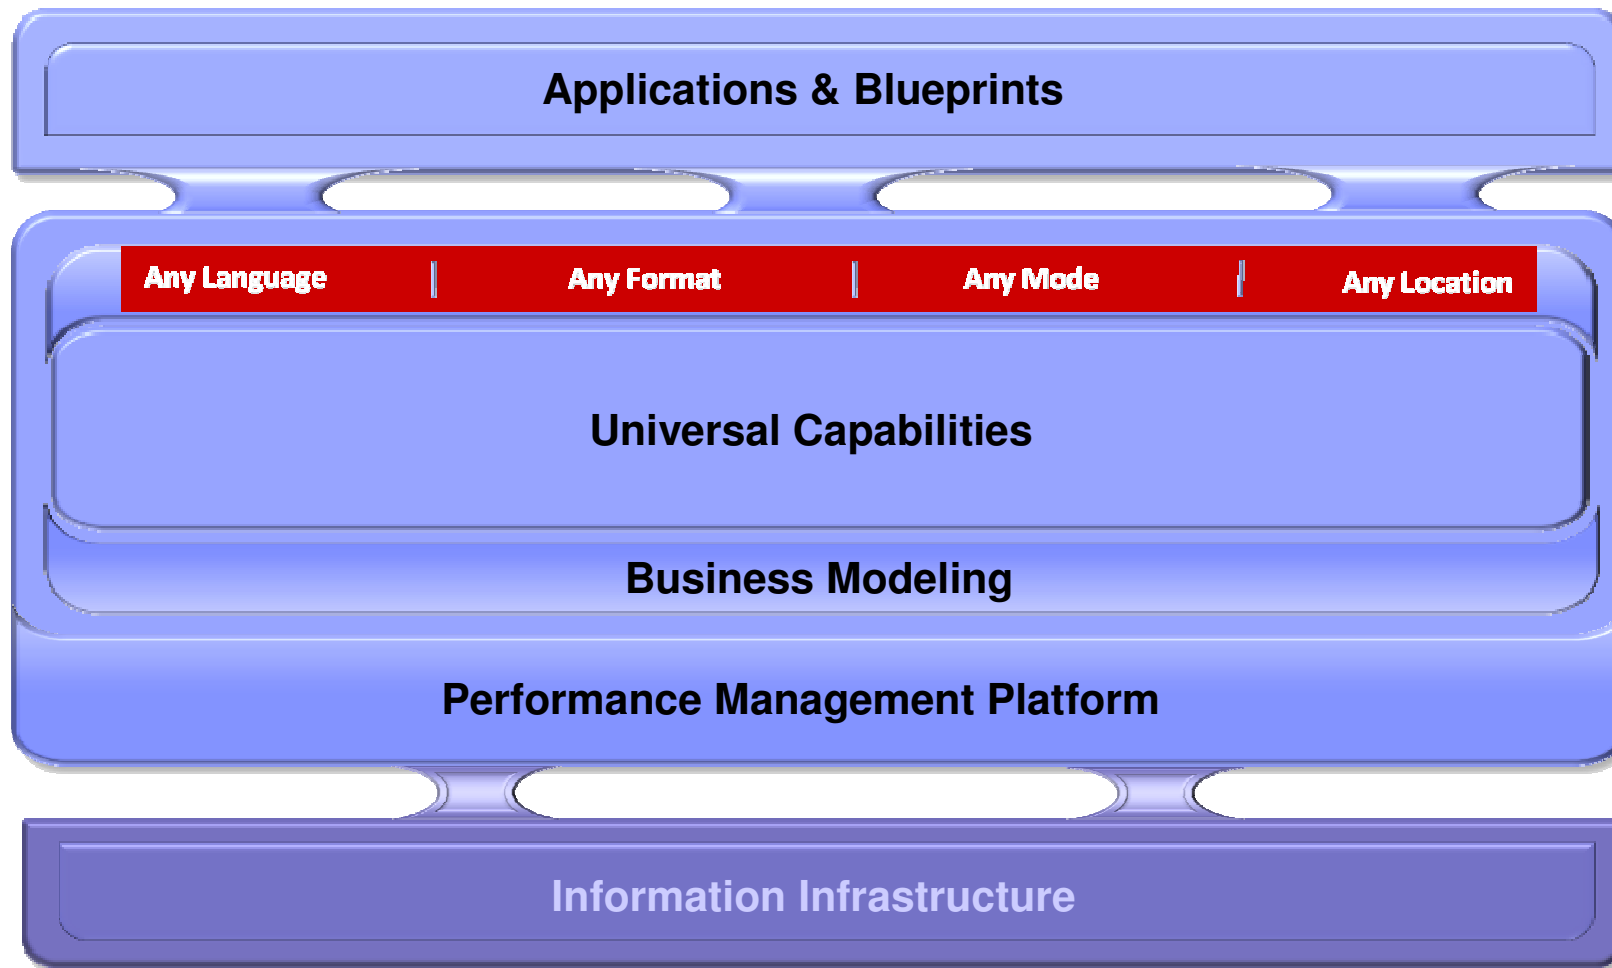 Applications & Blueprints
Any Language | Any Format | Any Mode | Any Location
Universal Capabilities
Business Modeling
Performance Management Platform
Information Infrastructure